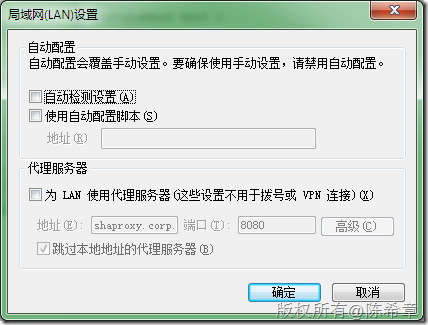 局域网(LAN)设置
自动配置
自动配置会覆盖手动设置。要确保使用手动设置，请禁用自动配置。
自动检测设置(A)
使用自动配置脚本(S)
地址(R)
代理服务器
为 LAN 使用代理服务器(这些设置不用于拨号或 VPN 连接)(X)
地址(E): shaproxy.corp. 端口(T): 8080 高级(C)
跳过本地地址的代理服务器(B)
确定 取消
版权所有@陈希章